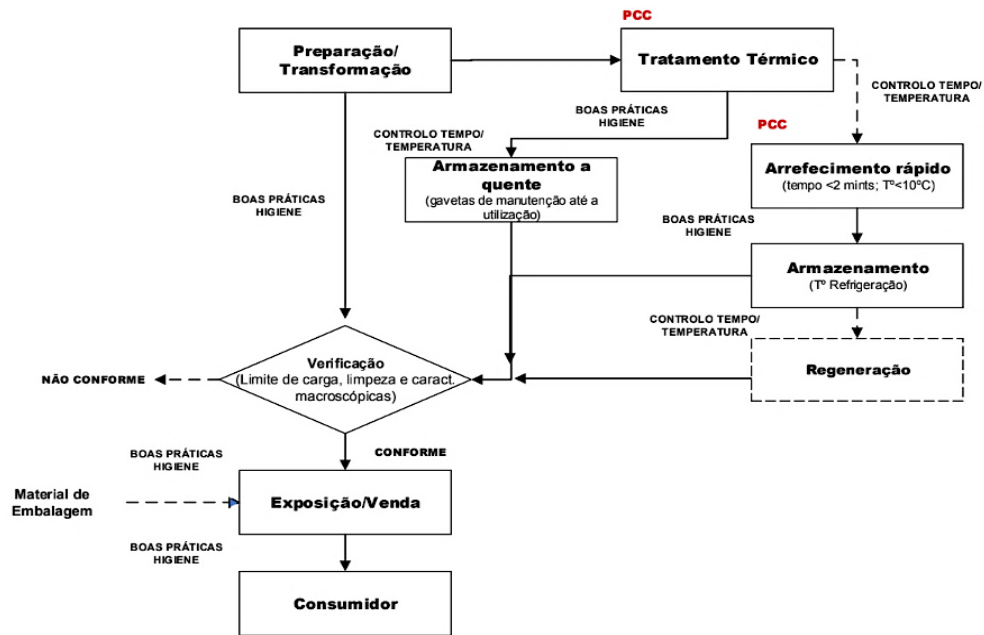 PCC
Preparação/
Transformação
Tratamento Térmico
CONTROLO TEMPO/
TEMPERATURA
BOAS PRÁTICAS
HIGIENE
CONTROLO TEMPO/
TEMPERATURA
PCC
Armazenamento a
quente
(gavetas de manutenção até a
utilização)
Arrefecimento rápido
(tempo <2 mints; Tº<10ºC)
BOAS PRÁTICAS
HIGIENE
BOAS PRÁTICAS
HIGIENE
Armazenamento
(Tº Refrigeração)
CONTROLO TEMPO/
TEMPERATURA
Regeneração
Verificação
(Limite de carga, limpeza e caract.
macroscópicas)
NÃO CONFORME
CONFORME
BOAS PRÁTICAS
HIGIENE
Material de
Embalagem
Exposição/Venda
BOAS PRÁTICAS
HIGIENE
Consumidor